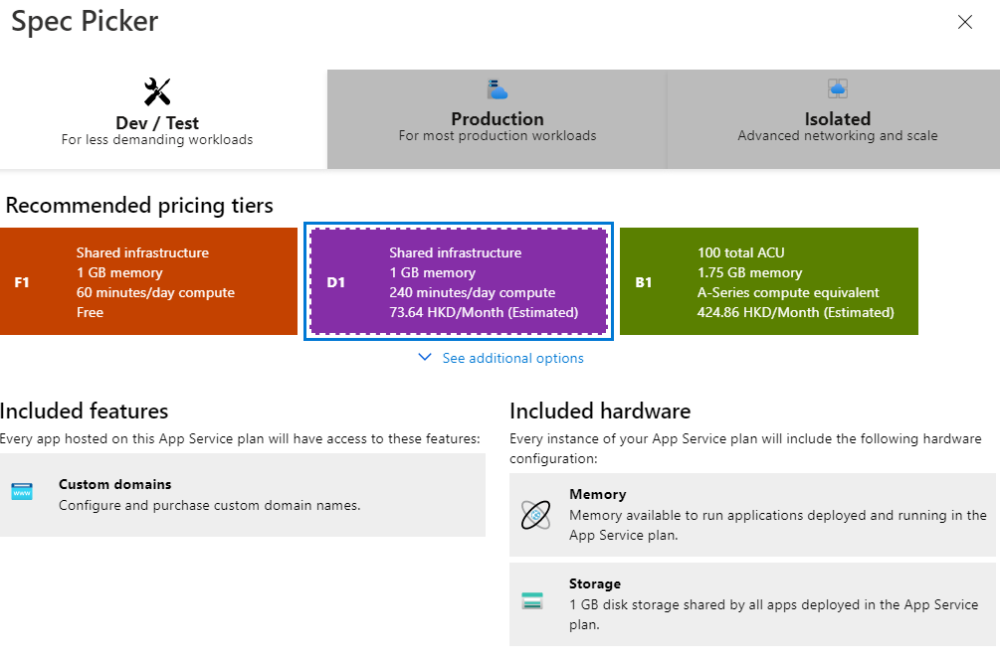 Spec Picker
Dev / Test
For less demanding workloads
Production
For most production workloads
Isolated
Advanced networking and scale
Recommended pricing tiers
F1
Shared infrastructure
1 GB memory
60 minutes/day compute
Free
D1
Shared infrastructure
1 GB memory
240 minutes/day compute
73.64 HKD/Month (Estimated)
B1
100 total ACU
1.75 GB memory
A-Series compute equivalent
424.86 HKD/Month (Estimated)
See additional options
Included features
Every app hosted on this App Service plan will have access to these features:
www
Custom domains
Configure and purchase custom domain names.
Included hardware
Every instance of your App Service plan will include the following hardware
configuration:
Memory
Memory available to run applications deployed and running in the
App Service plan.
Storage
1 GB disk storage shared by all apps deployed in the App Service
plan.